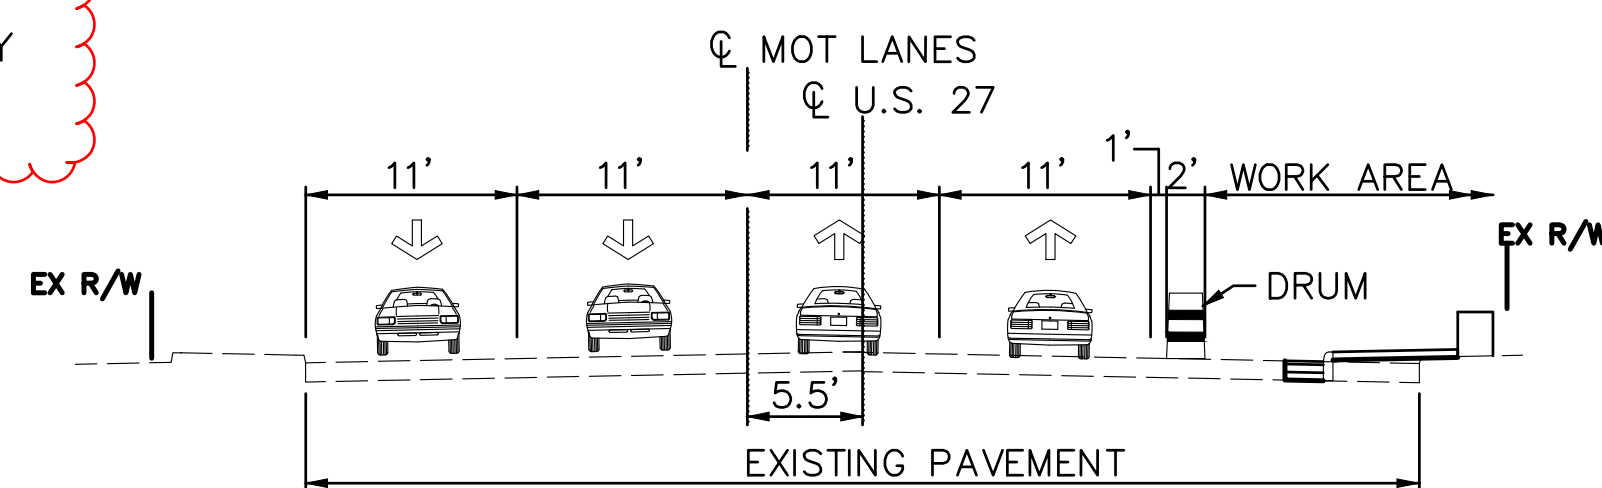 Y
℄ MOT LANES
℄ U.S. 27
11' 11' 11' 11' 1' 2' WORK AREA
EX R/W
EX R/W
DRUM
5.5'
EXISTING PAVEMENT